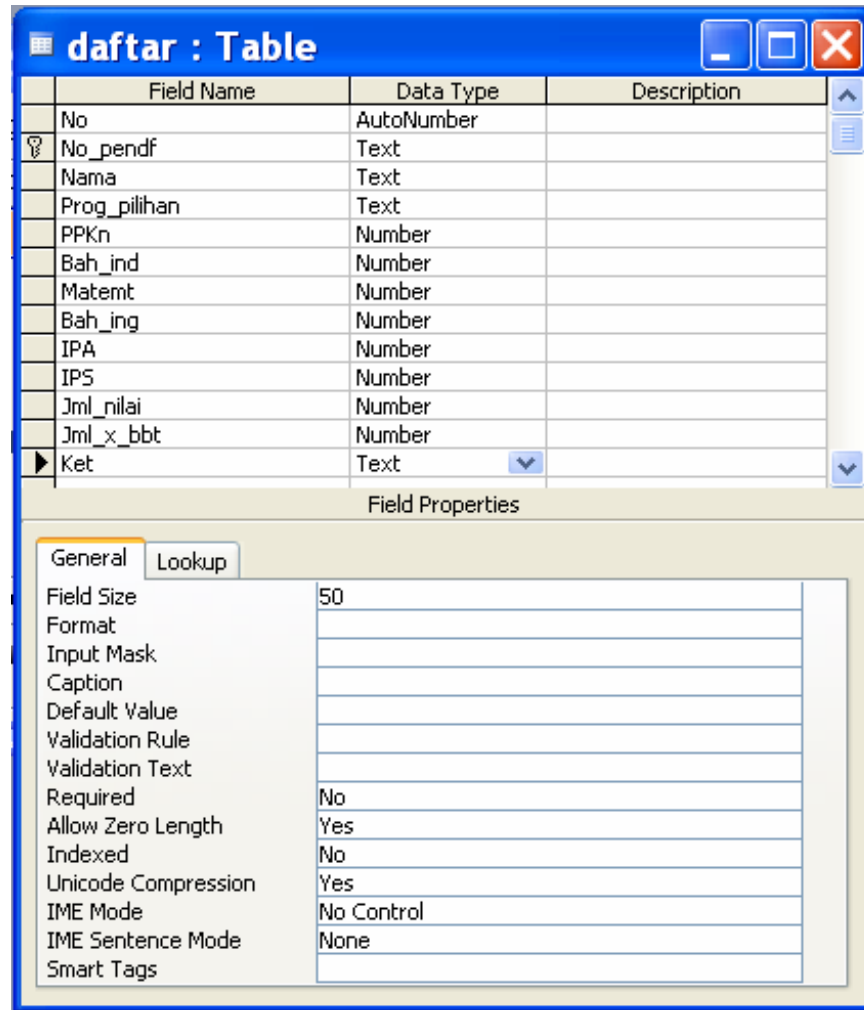 daftar : Table
Field Name Data Type Description
No AutoNumber
No_pendf Text
Nama Text
Prog_pilihan Text
PPKn Number
Bah_ind Number
Matemt Number
Bah_ing Number
IPA Number
IPS Number
Jml_nilai Number
Jml_x_bbt Number
Ket Text
Field Properties
General Lookup
Field Size 50
Format
Input Mask
Caption
Default Value
Validation Rule
Validation Text
Required No
Allow Zero Length Yes
Indexed No
Unicode Compression Yes
IME Mode No Control
IME Sentence Mode None
Smart Tags